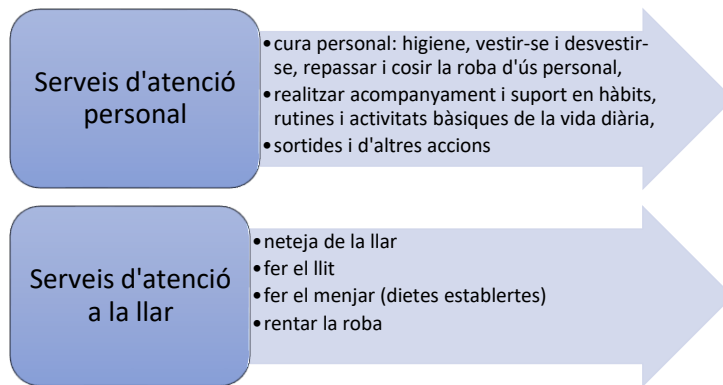 Serveis d'atenció
personal
•cura personal: higiene, vestir-se i desvestir-
se, repassar i cosir la roba d'ús personal,
•realitzar acompanyament i suport en hàbits,
rutines i activitats bàsiques de la vida diària,
•sortides i d'altres accions
Serveis d'atenció
a la llar
•neteja de la llar
•fer el llit
•fer el menjar (dietes establertes)
•rentar la roba